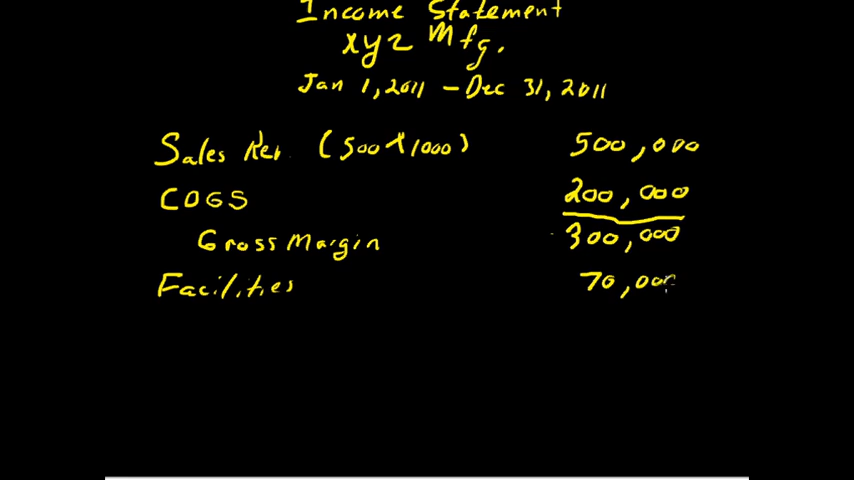 Income Statement
xyz Mfg.
Jan 1, 2011 - Dec 31, 2011
Sales Rev. (500 x 1000) 500,000
COGS 200,000
Gross Margin 300,000
Facilities 70,000